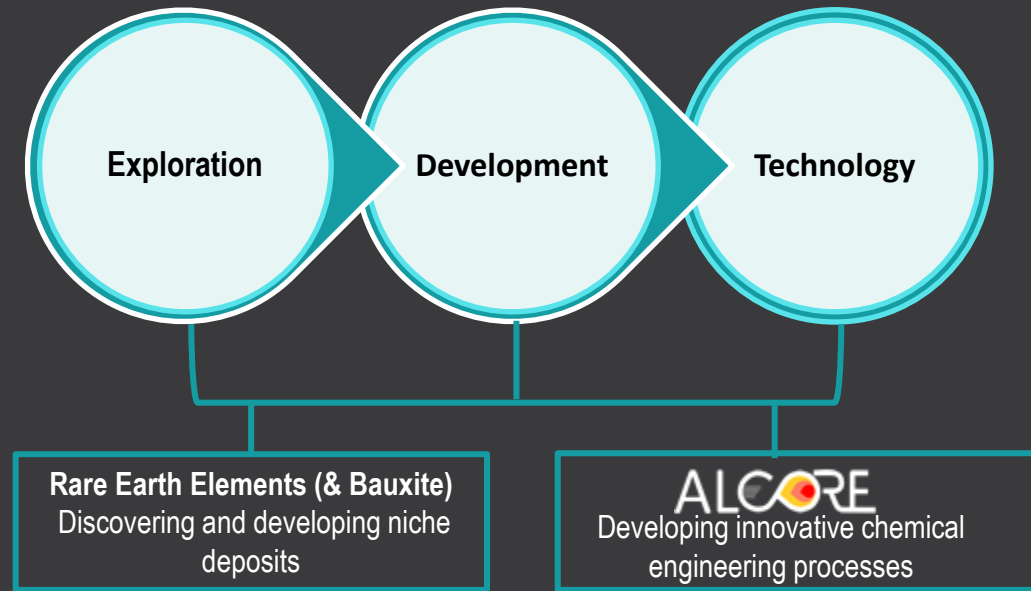 Exploration
Development
Technology
Rare Earth Elements (& Bauxite)
Discovering and developing niche
deposits
ALCORE
Developing innovative chemical
engineering processes